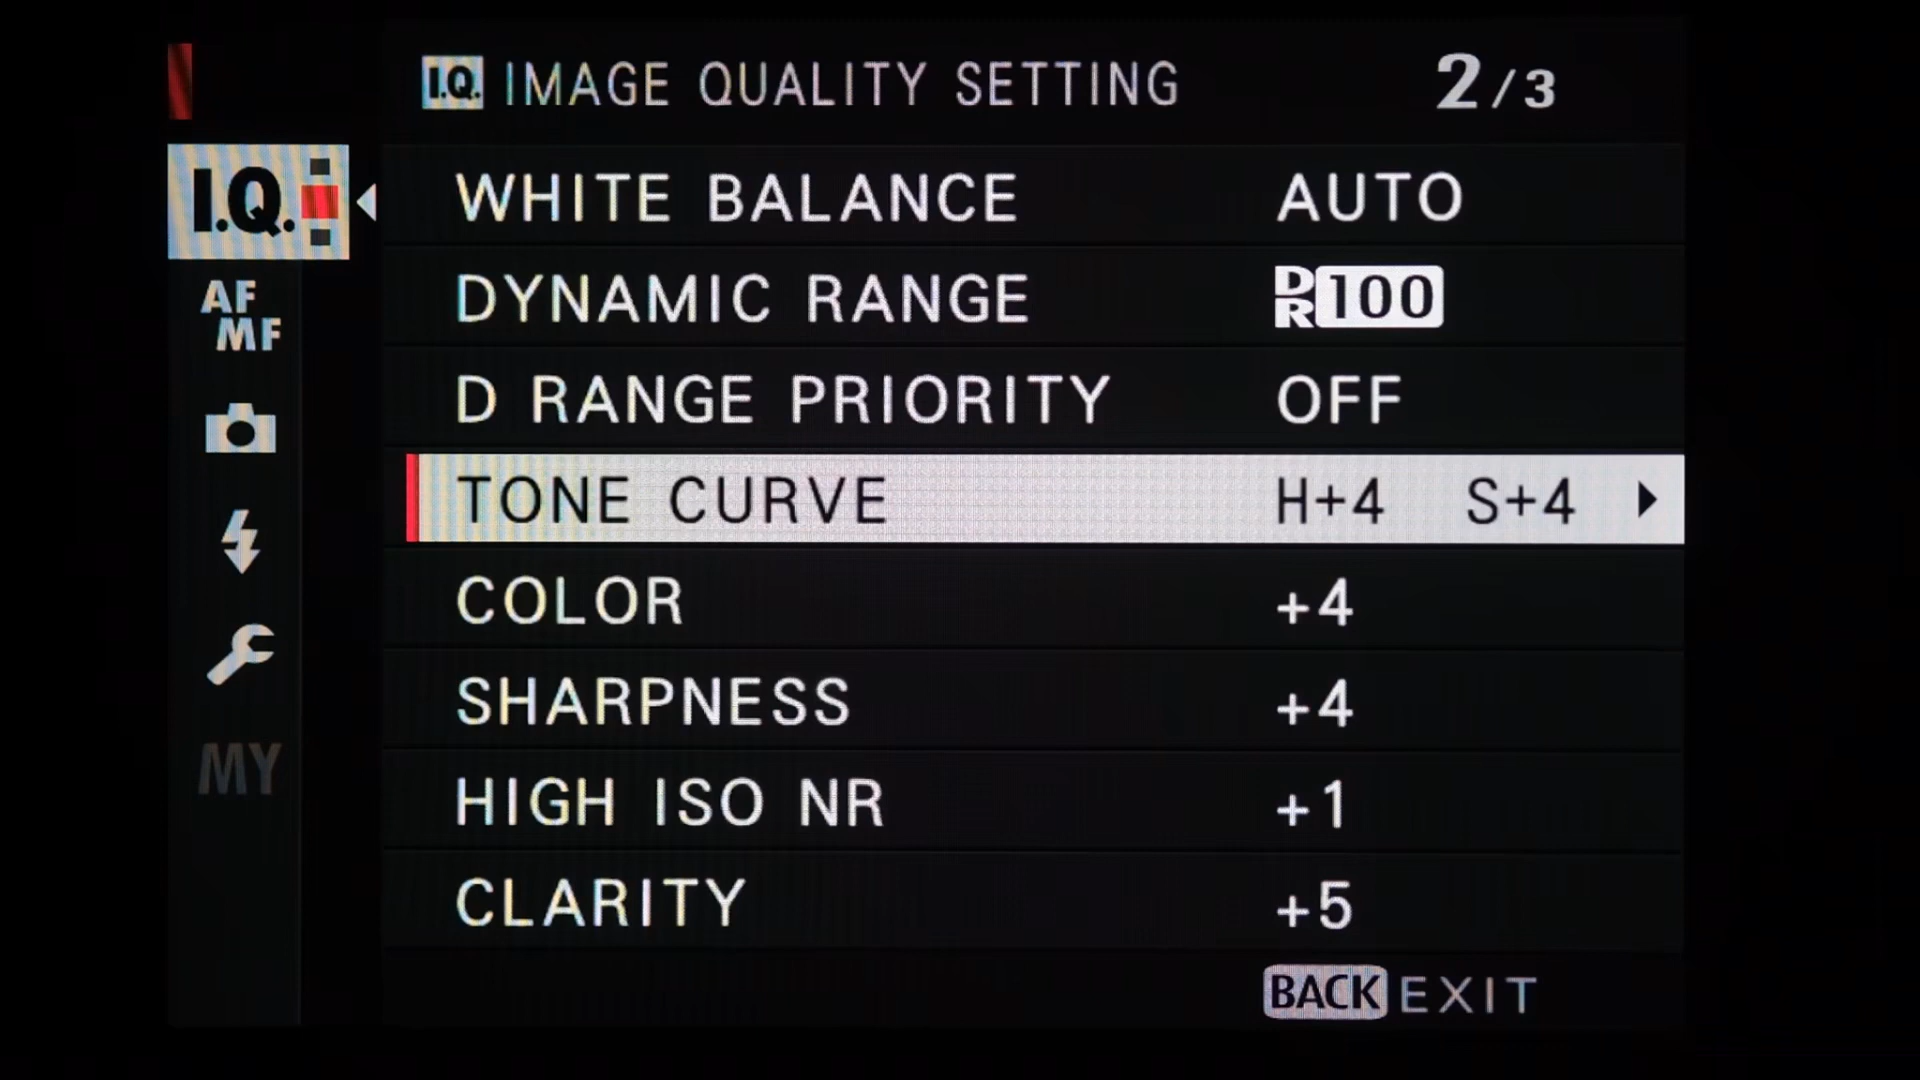 I.Q. IMAGE QUALITY SETTING 2/3
I.Q.
WHITE BALANCE AUTO
DYNAMIC RANGE DR100
AF
MF
D RANGE PRIORITY OFF
TONE CURVE H+4 S+4
COLOR +4
SHARPNESS +4
MY
HIGH ISO NR +1
CLARITY +5
BACK EXIT